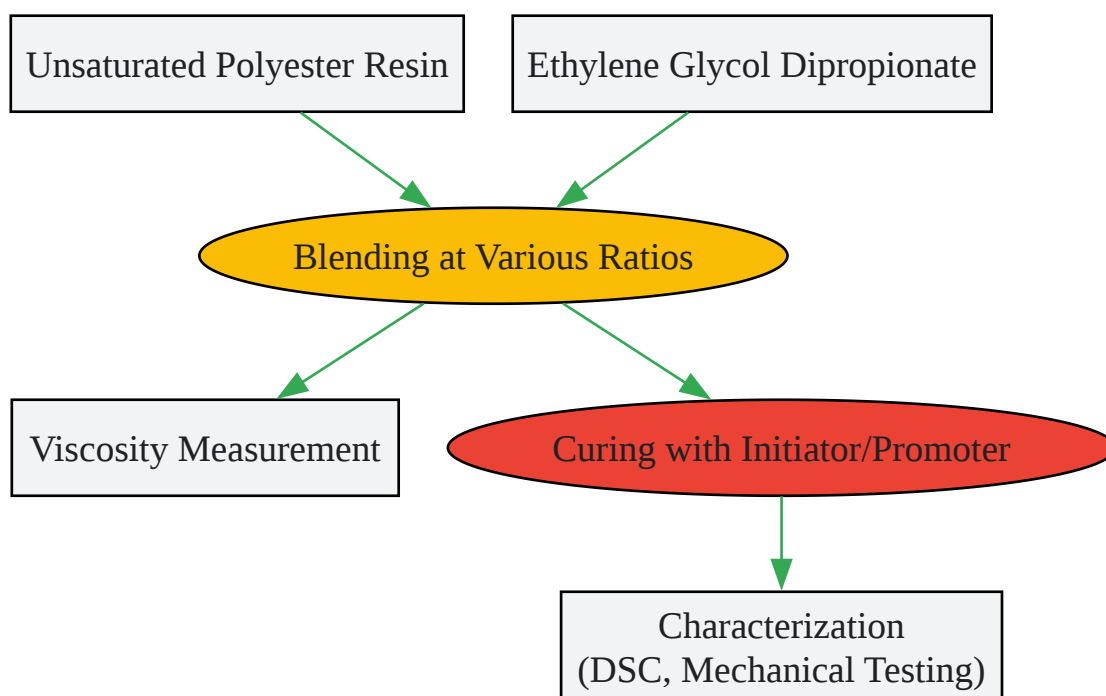 Unsaturated Polyester Resin
Ethylene Glycol Dipropionate
Blending at Various Ratios
Viscosity Measurement
Curing with Initiator/Promoter
Characterization
(DSC, Mechanical Testing)